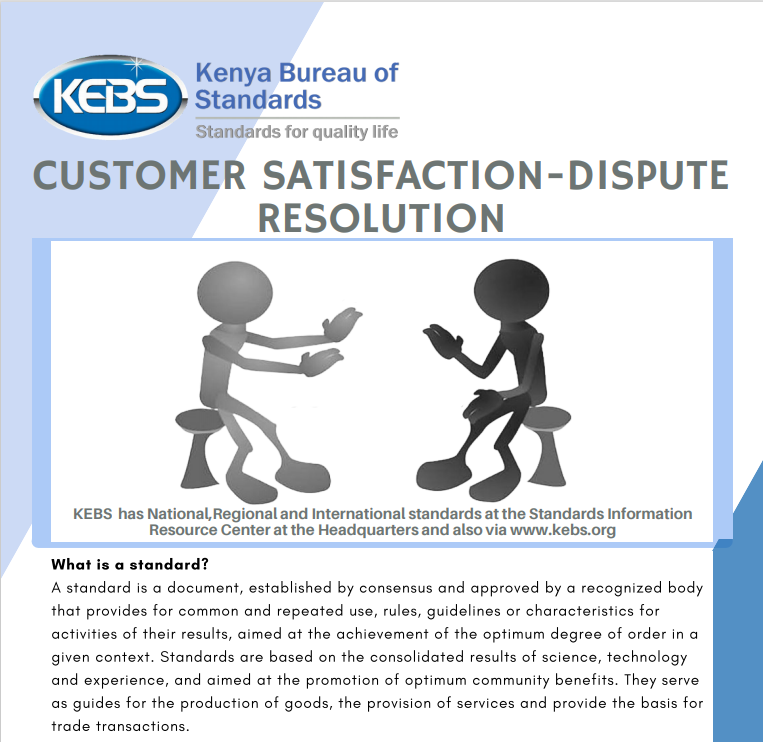 KEBS
Kenya Bureau of
Standards
Standards for quality life
CUSTOMER SATISFACTION-DISPUTE
RESOLUTION
KEBS has National,Regional and International standards at the Standards Information
Resource Center at the Headquarters and also via www.kebs.org
What is a standard?
A standard is a document, established by consensus and approved by a recognized body
that provides for common and repeated use, rules, guidelines or characteristics for
activities of their results, aimed at the achievement of the optimum degree of order in a
given context. Standards are based on the consolidated results of science, technology
and experience, and aimed at the promotion of optimum community benefits. They serve
as guides for the production of goods, the provision of services and provide the basis for
trade transactions.